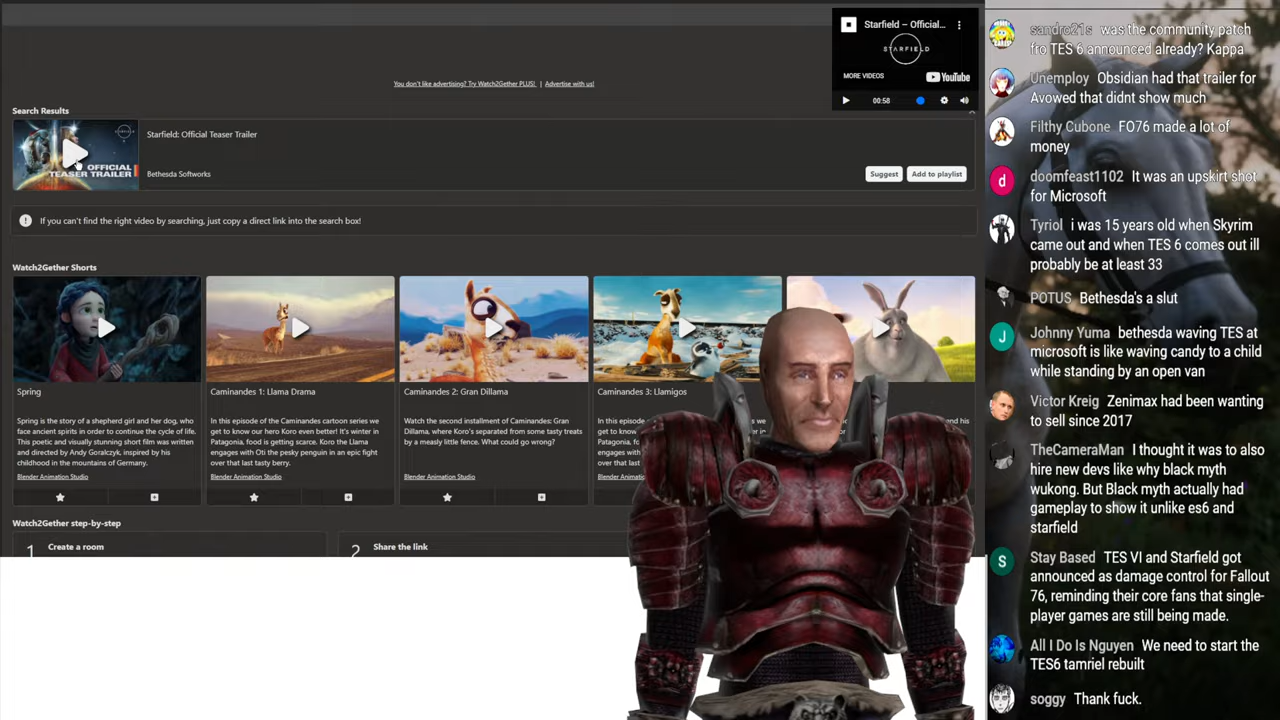 You don't like advertising? Try Watch2Gether PLUS! | Advertise with us!
Starfield – Official...
STARFIELD
MORE VIDEOS
YouTube
00:58
Search Results
Starfield: Official Teaser Trailer
OFFICIAL
TEASER TRAILER
Bethesda Softworks
Suggest
Add to playlist
If you can't find the right video by searching, just copy a direct link into the search box!
Watch2Gether Shorts
Spring
Spring is the story of a shepherd girl and her dog, who
face ancient spirits in order to continue the cycle of life.
This poetic and visually stunning short film was written
and directed by Andy Goralczyk, inspired by his
childhood in the mountains of Germany.
Blender Animation Studio
Caminandes 1: Llama Drama
In this episode of the Caminandes cartoon series we
get to know our hero Koro even better! It's winter in
Patagonia, food is getting scarce. Koro the Llama
engages with Oti the pesky penguin in an epic fight
over that last tasty berry.
Blender Animation Studio
Caminandes 2: Gran Dillama
Watch the second installment of Caminandes: Gran
Dillama, where Koro's separated from some tasty treats
by a measly little fence. What could go wrong?
Blender Animation Studio
Caminandes 3: Llamigos
In this episode
get to know
Patagonia, fo
engages with
over that last
Blender Anim
Watch2Gether step-by-step
1 Create a room
2 Share the link
sandro21s was the community patch
fro TES 6 announced already? Kappa
Unemploy Obsidian had that trailer for
Avowed that didnt show much
Filthy Cubone FO76 made a lot of
money
d
doomfeast1102 It was an upskirt shot
for Microsoft
Tyriol i was 15 years old when Skyrim
came out and when TES 6 comes out ill
probably be at least 33
POTUS Bethesda's a slut
J
Johnny Yuma bethesda waving TES at
microsoft is like waving candy to a child
while standing by an open van
Victor Kreig Zenimax had been wanting
to sell since 2017
TheCameraMan I thought it was to also
hire new devs like why black myth
wukong. But Black myth actually had
gameplay to show it unlike es6 and
starfield
S
Stay Based TES VI and Starfield got
announced as damage control for Fallout
76, reminding their core fans that single-
player games are still being made.
All I Do Is Nguyen We need to start the
TES6 tamriel rebuilt
soggy Thank fuck.